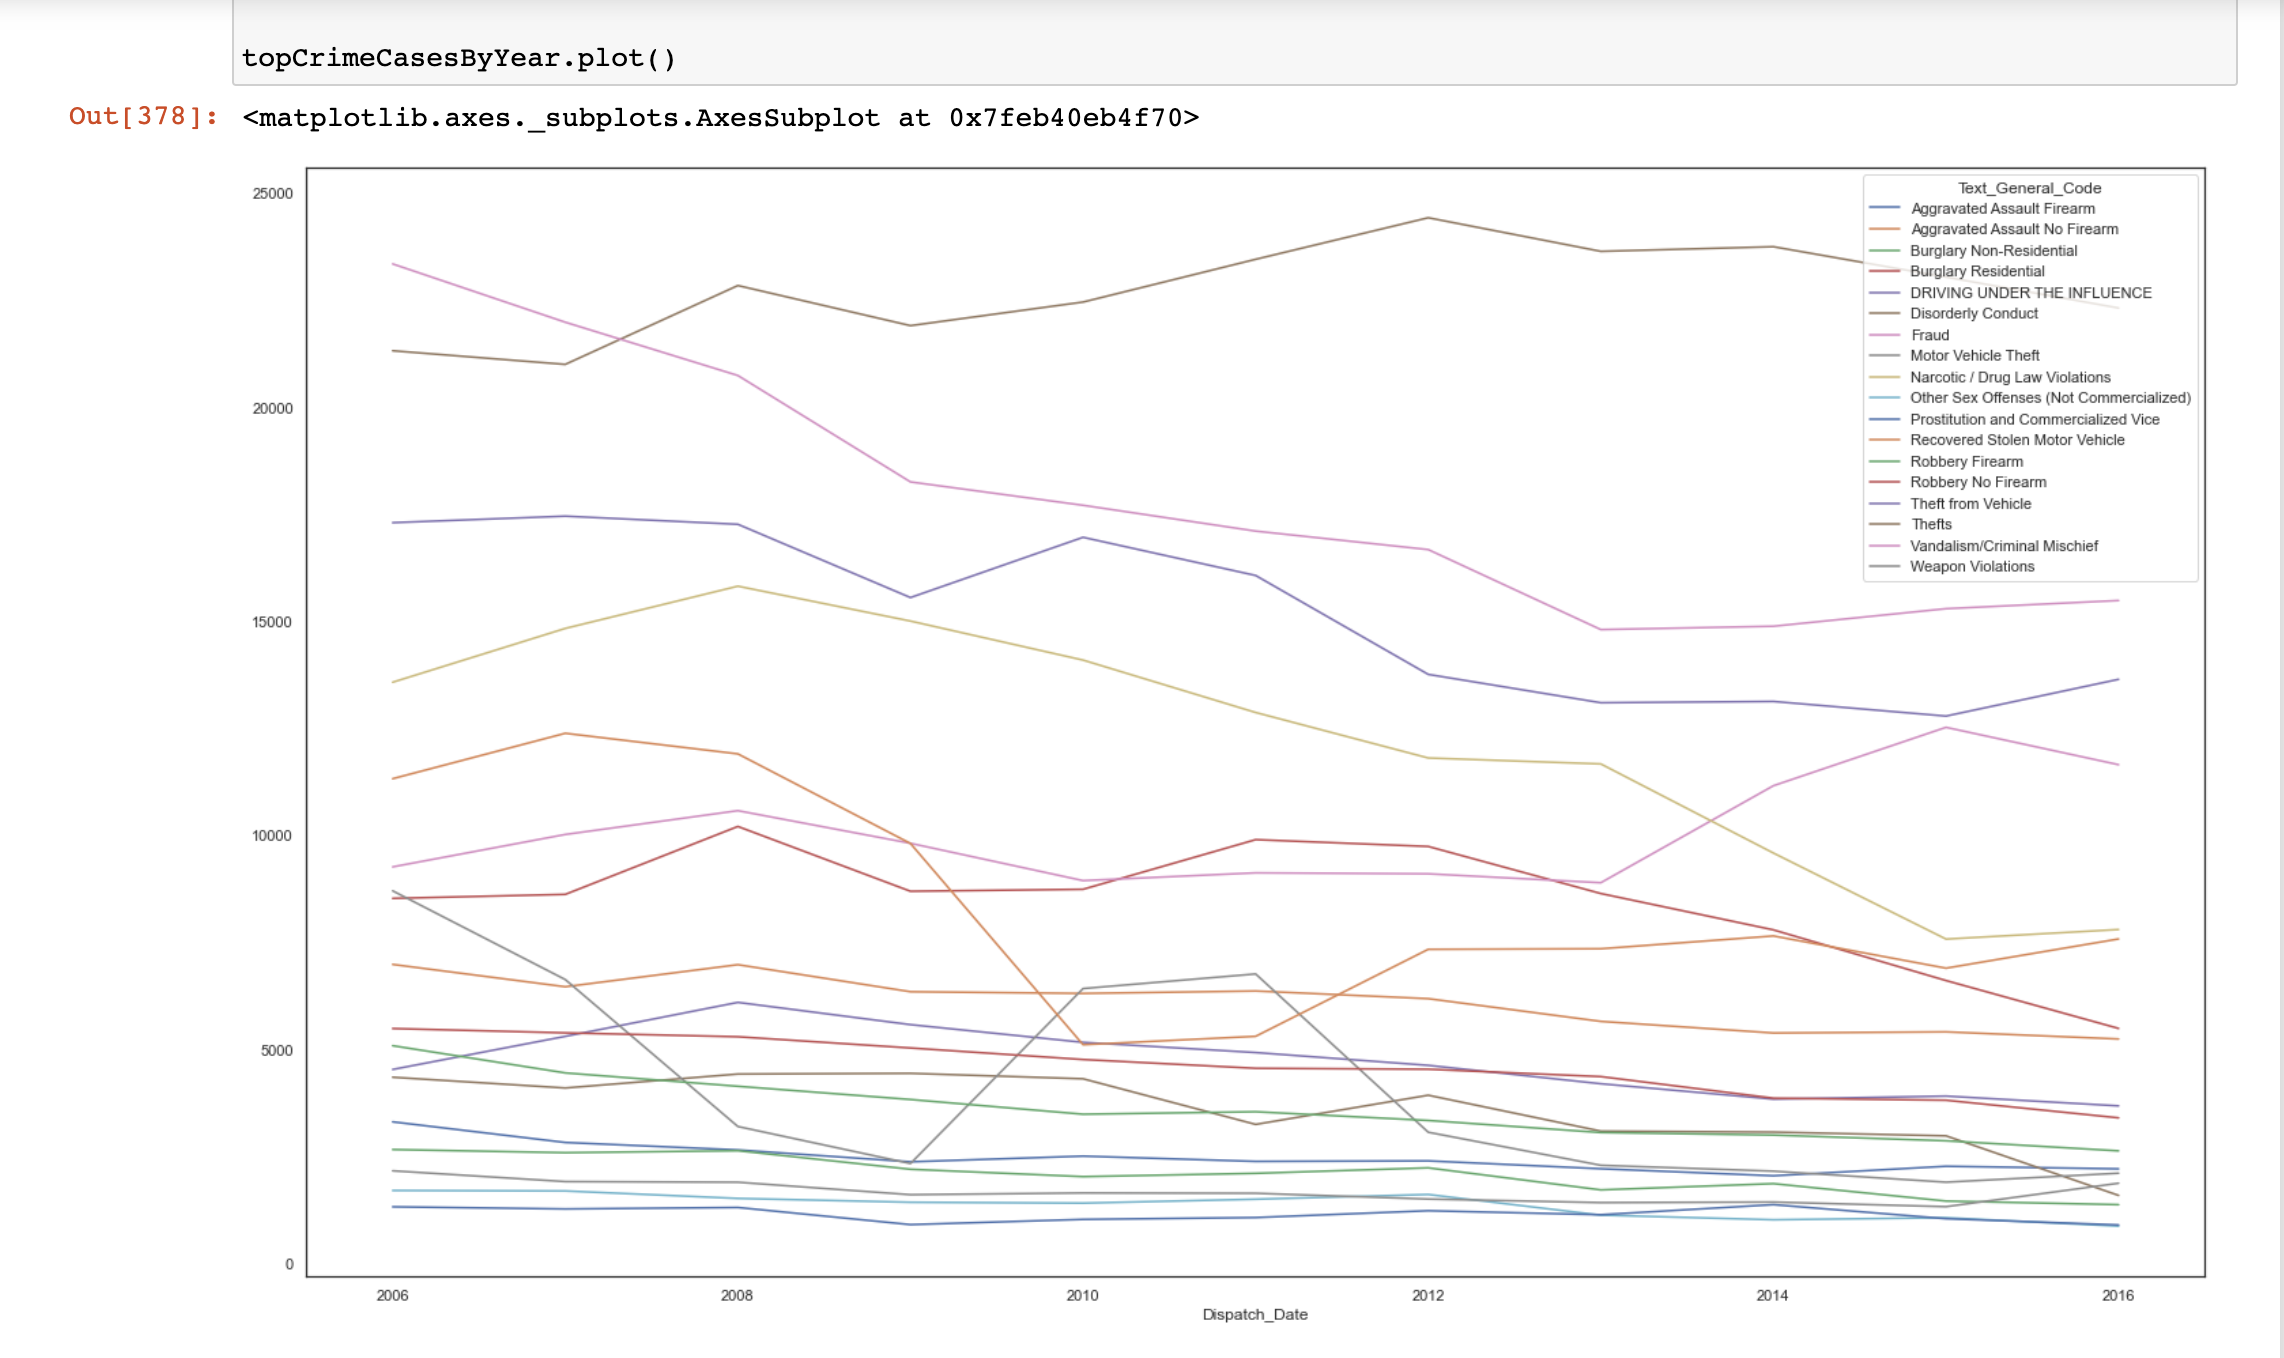 topCrimeCasesByYear.plot()
Out[378]: <matplotlib.axes._subplots.AxesSubplot at 0x7feb40eb4f70>
25000
20000
15000
10000
5000
0
Text_General_Code
Aggravated Assault Firearm
Aggravated Assault No Firearm
Burglary Non-Residential
Burglary Residential
DRIVING UNDER THE INFLUENCE
Disorderly Conduct
Fraud
Motor Vehicle Theft
Narcotic / Drug Law Violations
Other Sex Offenses (Not Commercialized)
Prostitution and Commercialized Vice
Recovered Stolen Motor Vehicle
Robbery Firearm
Robbery No Firearm
Theft from Vehicle
Thefts
Vandalism/Criminal Mischief
Weapon Violations
2006 2008 2010 2012 2014 2016
Dispatch_Date